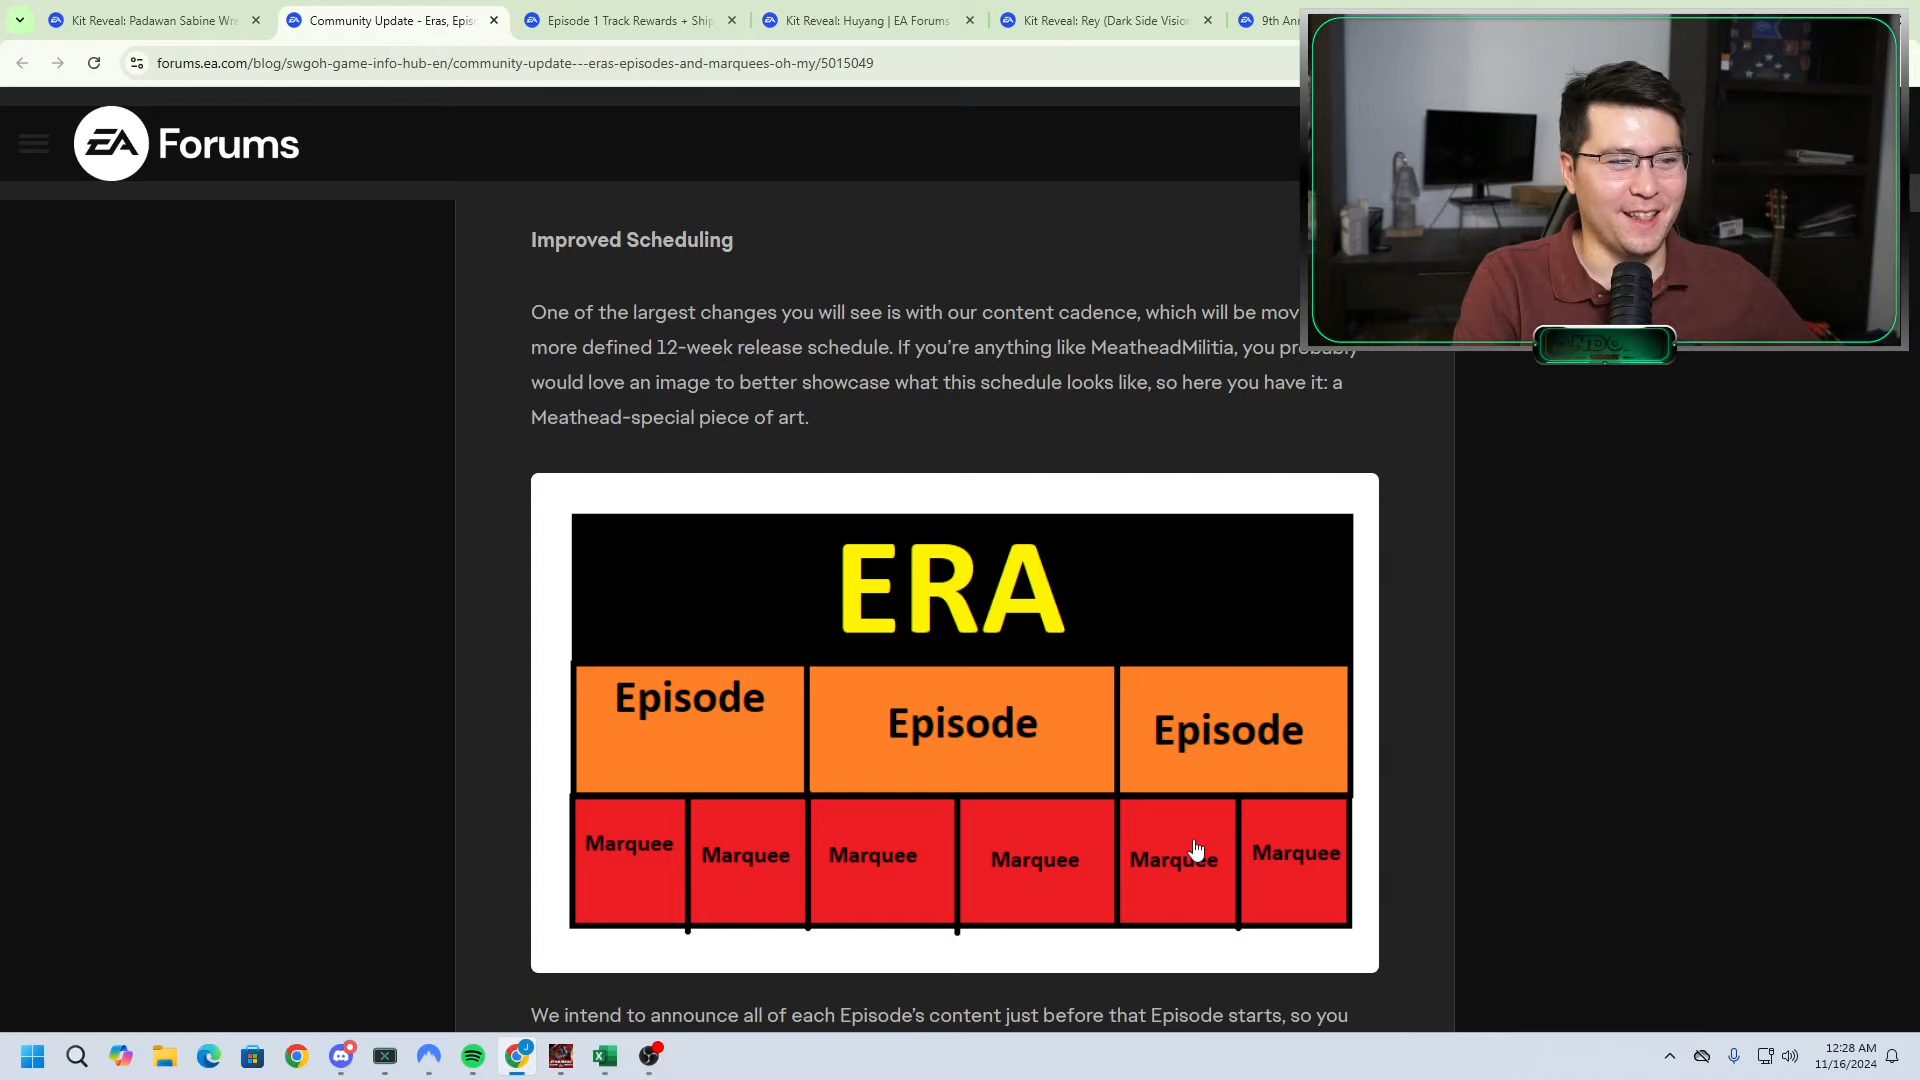 Kit Reveal: Padawan Sabine Wre
Community Update - Eras, Epis
Episode 1 Track Rewards + Ship
Kit Reveal: Huyang | EA Forums
Kit Reveal: Rey (Dark Side Visio
9th Ann
forums.ea.com/blog/swgoh-game-info-hub-en/community-update---eras-episodes-and-marquees-oh-my/5015049
EA Forums
Improved Scheduling
One of the largest changes you will see is with our content cadence, which will be mov
more defined 12-week release schedule. If you're anything like MeatheadMilitia, you probably
would love an image to better showcase what this schedule looks like, so here you have it: a
Meathead-special piece of art.
ERA
Episode Episode Episode
Marquee Marquee Marquee Marquee Marquee Marquee
We intend to announce all of each Episode's content just before that Episode starts, so you
12:28 AM
11/16/2024